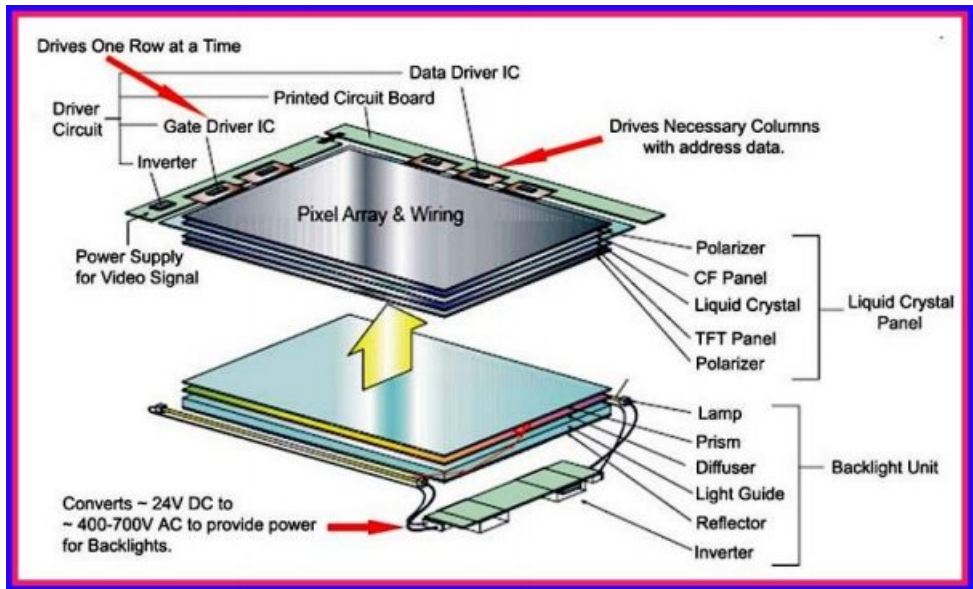 Drives One Row at a Time
Data Driver IC
Printed Circuit Board
Driver
Circuit
Gate Driver IC
Inverter
Drives Necessary Columns
with address data.
Pixel Array & Wiring
Power Supply
for Video Signal
Polarizer
CF Panel
Liquid Crystal
TFT Panel
Polarizer
Liquid Crystal
Panel
Lamp
Prism
Diffuser
Light Guide
Reflector
Inverter
Backlight Unit
Converts ~ 24V DC to
~ 400-700V AC to provide power
for Backlights.